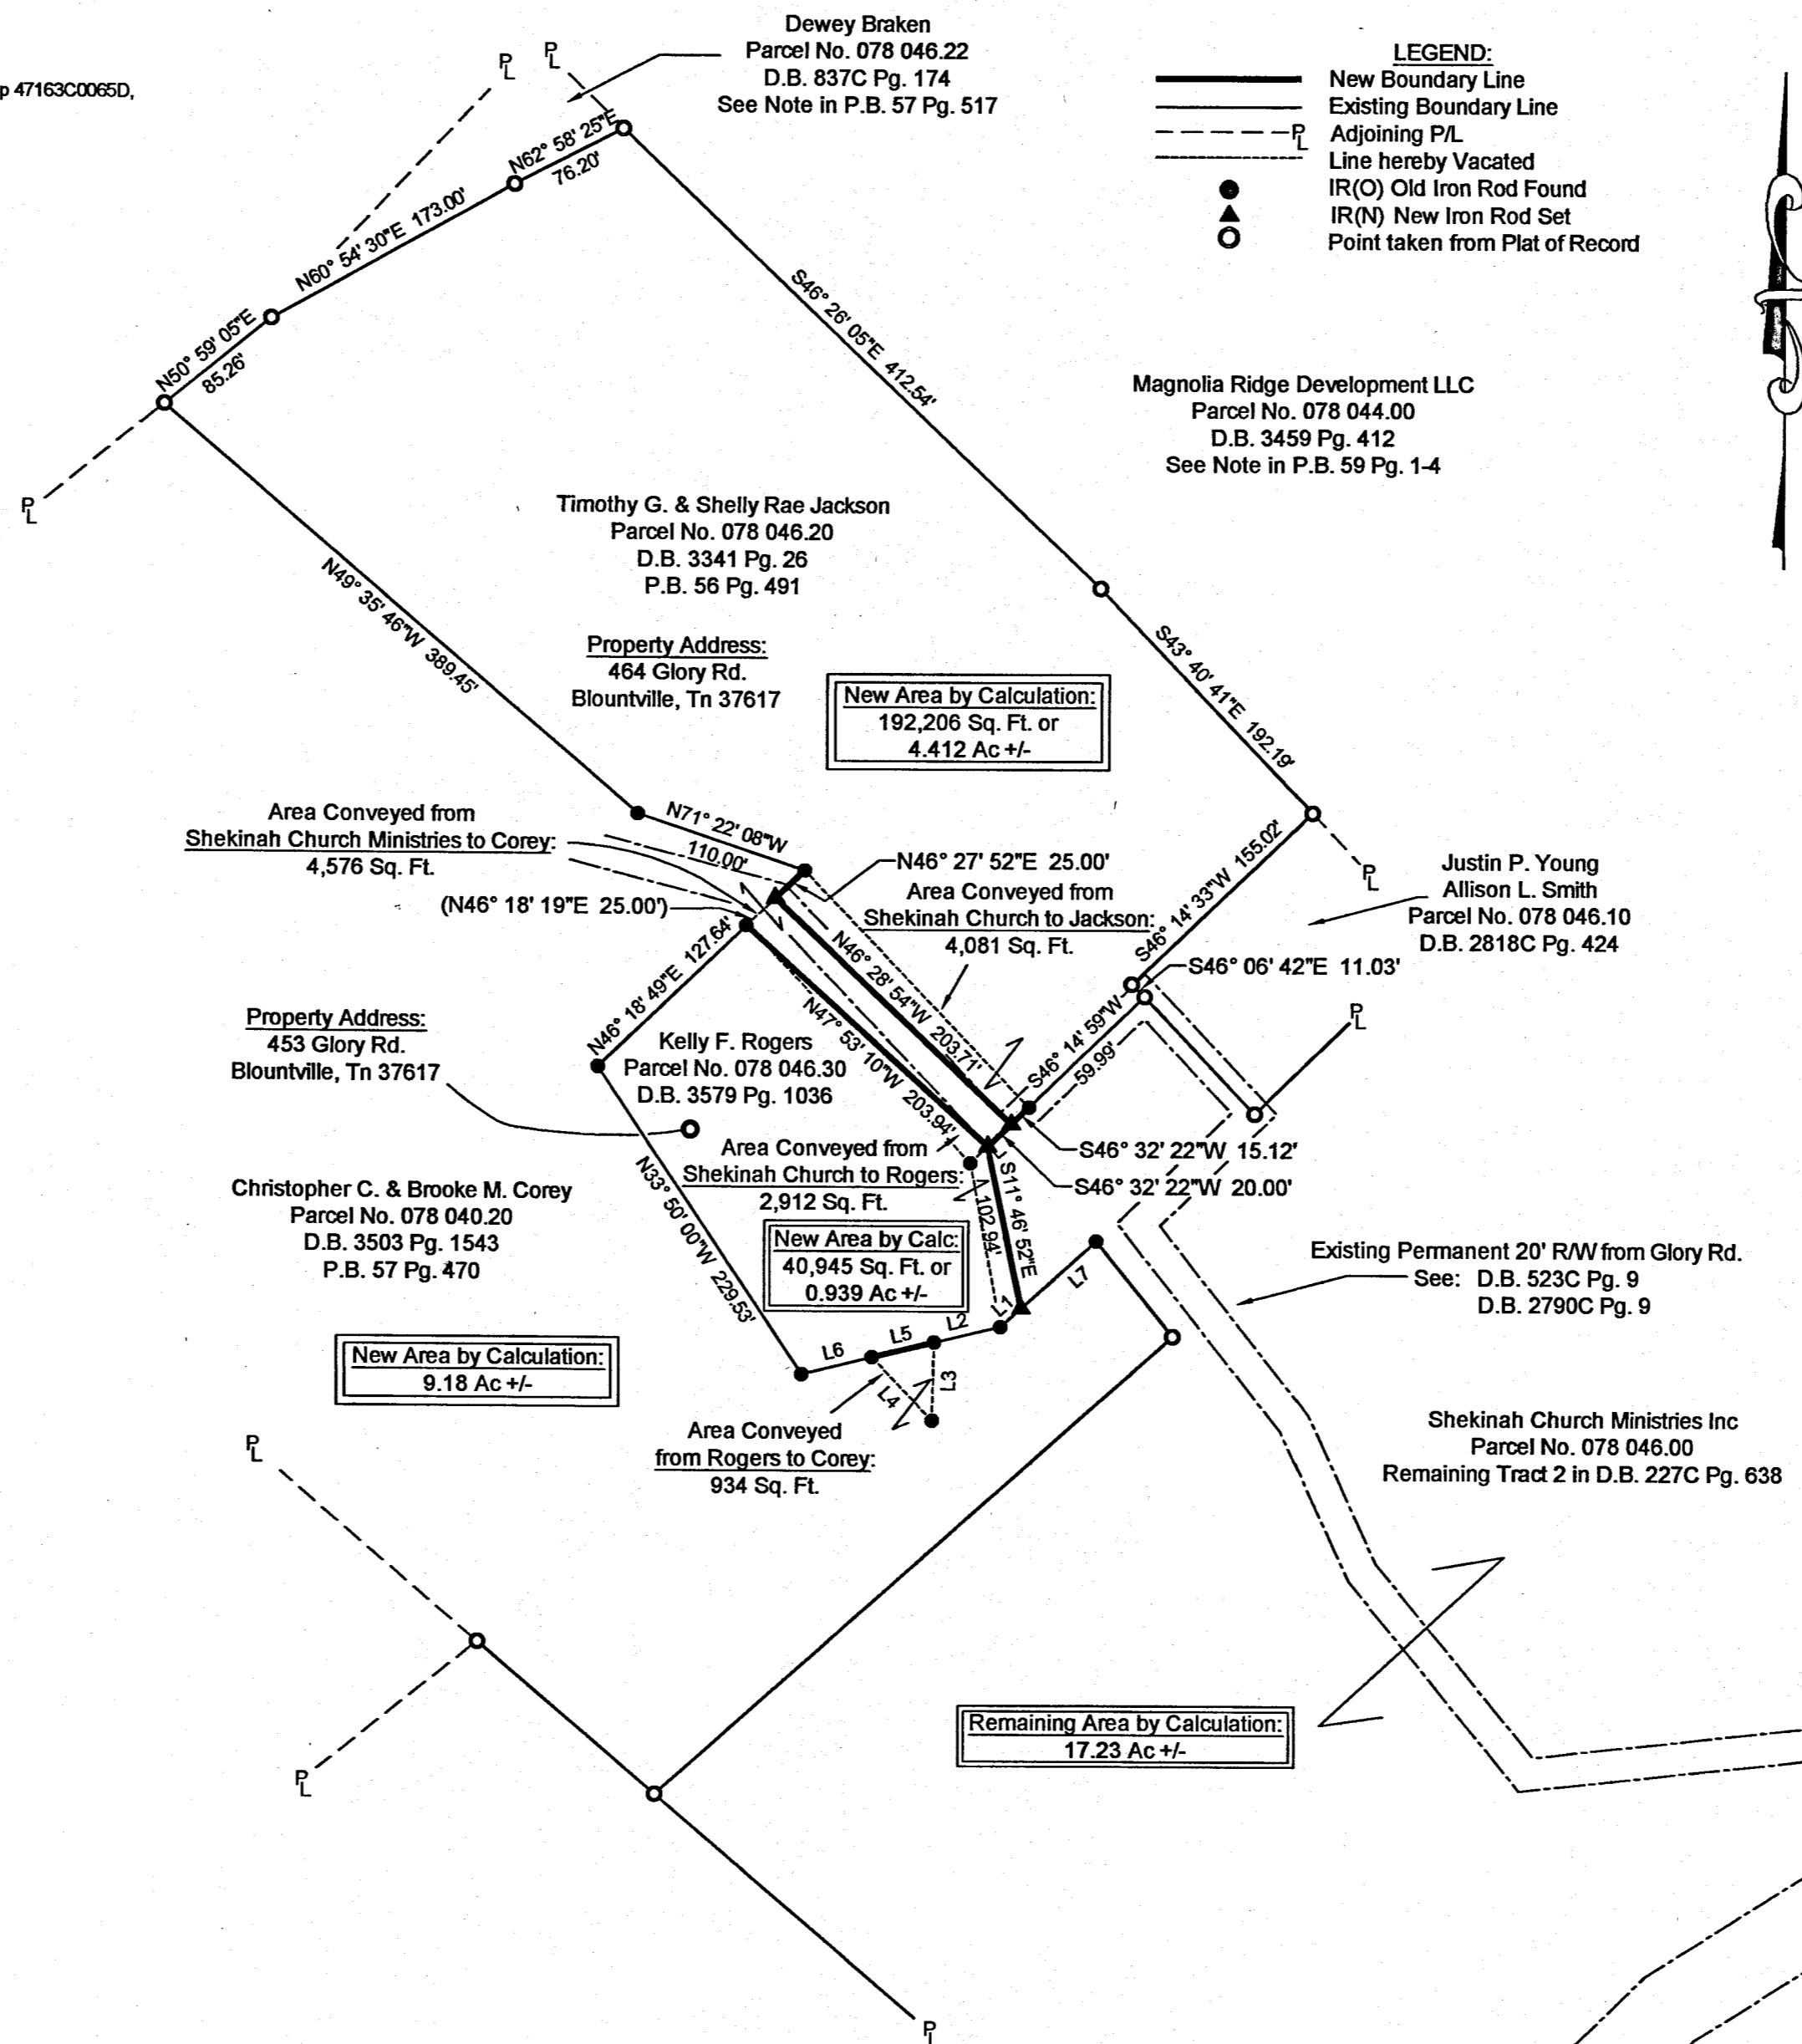 p 47163C0065D,
Dewey Braken
Parcel No. 078 046.22
D.B. 837C Pg. 174
See Note in P.B. 57 Pg. 517
LEGEND:
New Boundary Line
Existing Boundary Line
PL Adjoining P/L
Line hereby Vacated
IR(O) Old Iron Rod Found
IR(N) New Iron Rod Set
Point taken from Plat of Record
PL
PL
N62° 58' 25"E
76.20'
N60° 54' 30"E 173.00'
N50° 59' 05"E
85.26'
PL
S46° 26' 05"E 412.54'
Magnolia Ridge Development LLC
Parcel No. 078 044.00
D.B. 3459 Pg. 412
See Note in P.B. 59 Pg. 1-4
Timothy G. & Shelly Rae Jackson
Parcel No. 078 046.20
D.B. 3341 Pg. 26
P.B. 56 Pg. 491
Property Address:
464 Glory Rd.
Blountville, Tn 37617
N49° 35' 46"W 389.45'
S43° 40' 41"E 192.19'
New Area by Calculation:
192,206 Sq. Ft. or
4.412 Ac +/-
Area Conveyed from
Shekinah Church Ministries to Corey:
4,576 Sq. Ft.
N71° 22' 08"W
110.00'
N46° 27' 52"E 25.00'
(N46° 18' 19"E 25.00')
Area Conveyed from
Shekinah Church to Jackson:
4,081 Sq. Ft.
S46° 14' 33"W 155.02'
PL
Justin P. Young
Allison L. Smith
Parcel No. 078 046.10
D.B. 2818C Pg. 424
S46° 06' 42"E 11.03'
PL
N46° 18' 49"E 127.64'
N46° 28' 54"W 203.71'
N47° 53' 10"W 203.94'
S46° 14' 59"W
59.99'
Property Address:
453 Glory Rd.
Blountville, Tn 37617
Kelly F. Rogers
Parcel No. 078 046.30
D.B. 3579 Pg. 1036
S46° 32' 22"W 15.12'
S46° 32' 22"W 20.00'
Area Conveyed from
Shekinah Church to Rogers:
2,912 Sq. Ft.
S11° 46' 52"E
102.94'
N33° 50' 00"W 229.53'
Christopher C. & Brooke M. Corey
Parcel No. 078 040.20
D.B. 3503 Pg. 1543
P.B. 57 Pg. 470
New Area by Calc:
40,945 Sq. Ft. or
0.939 Ac +/-
Existing Permanent 20' R/W from Glory Rd.
See: D.B. 523C Pg. 9
D.B. 2790C Pg. 9
L7
L1
L2
L5
L6
L3
L4
New Area by Calculation:
9.18 Ac +/-
Area Conveyed
from Rogers to Corey:
934 Sq. Ft.
Shekinah Church Ministries Inc
Parcel No. 078 046.00
Remaining Tract 2 in D.B. 227C Pg. 638
PL
PL
Remaining Area by Calculation:
17.23 Ac +/-
PL